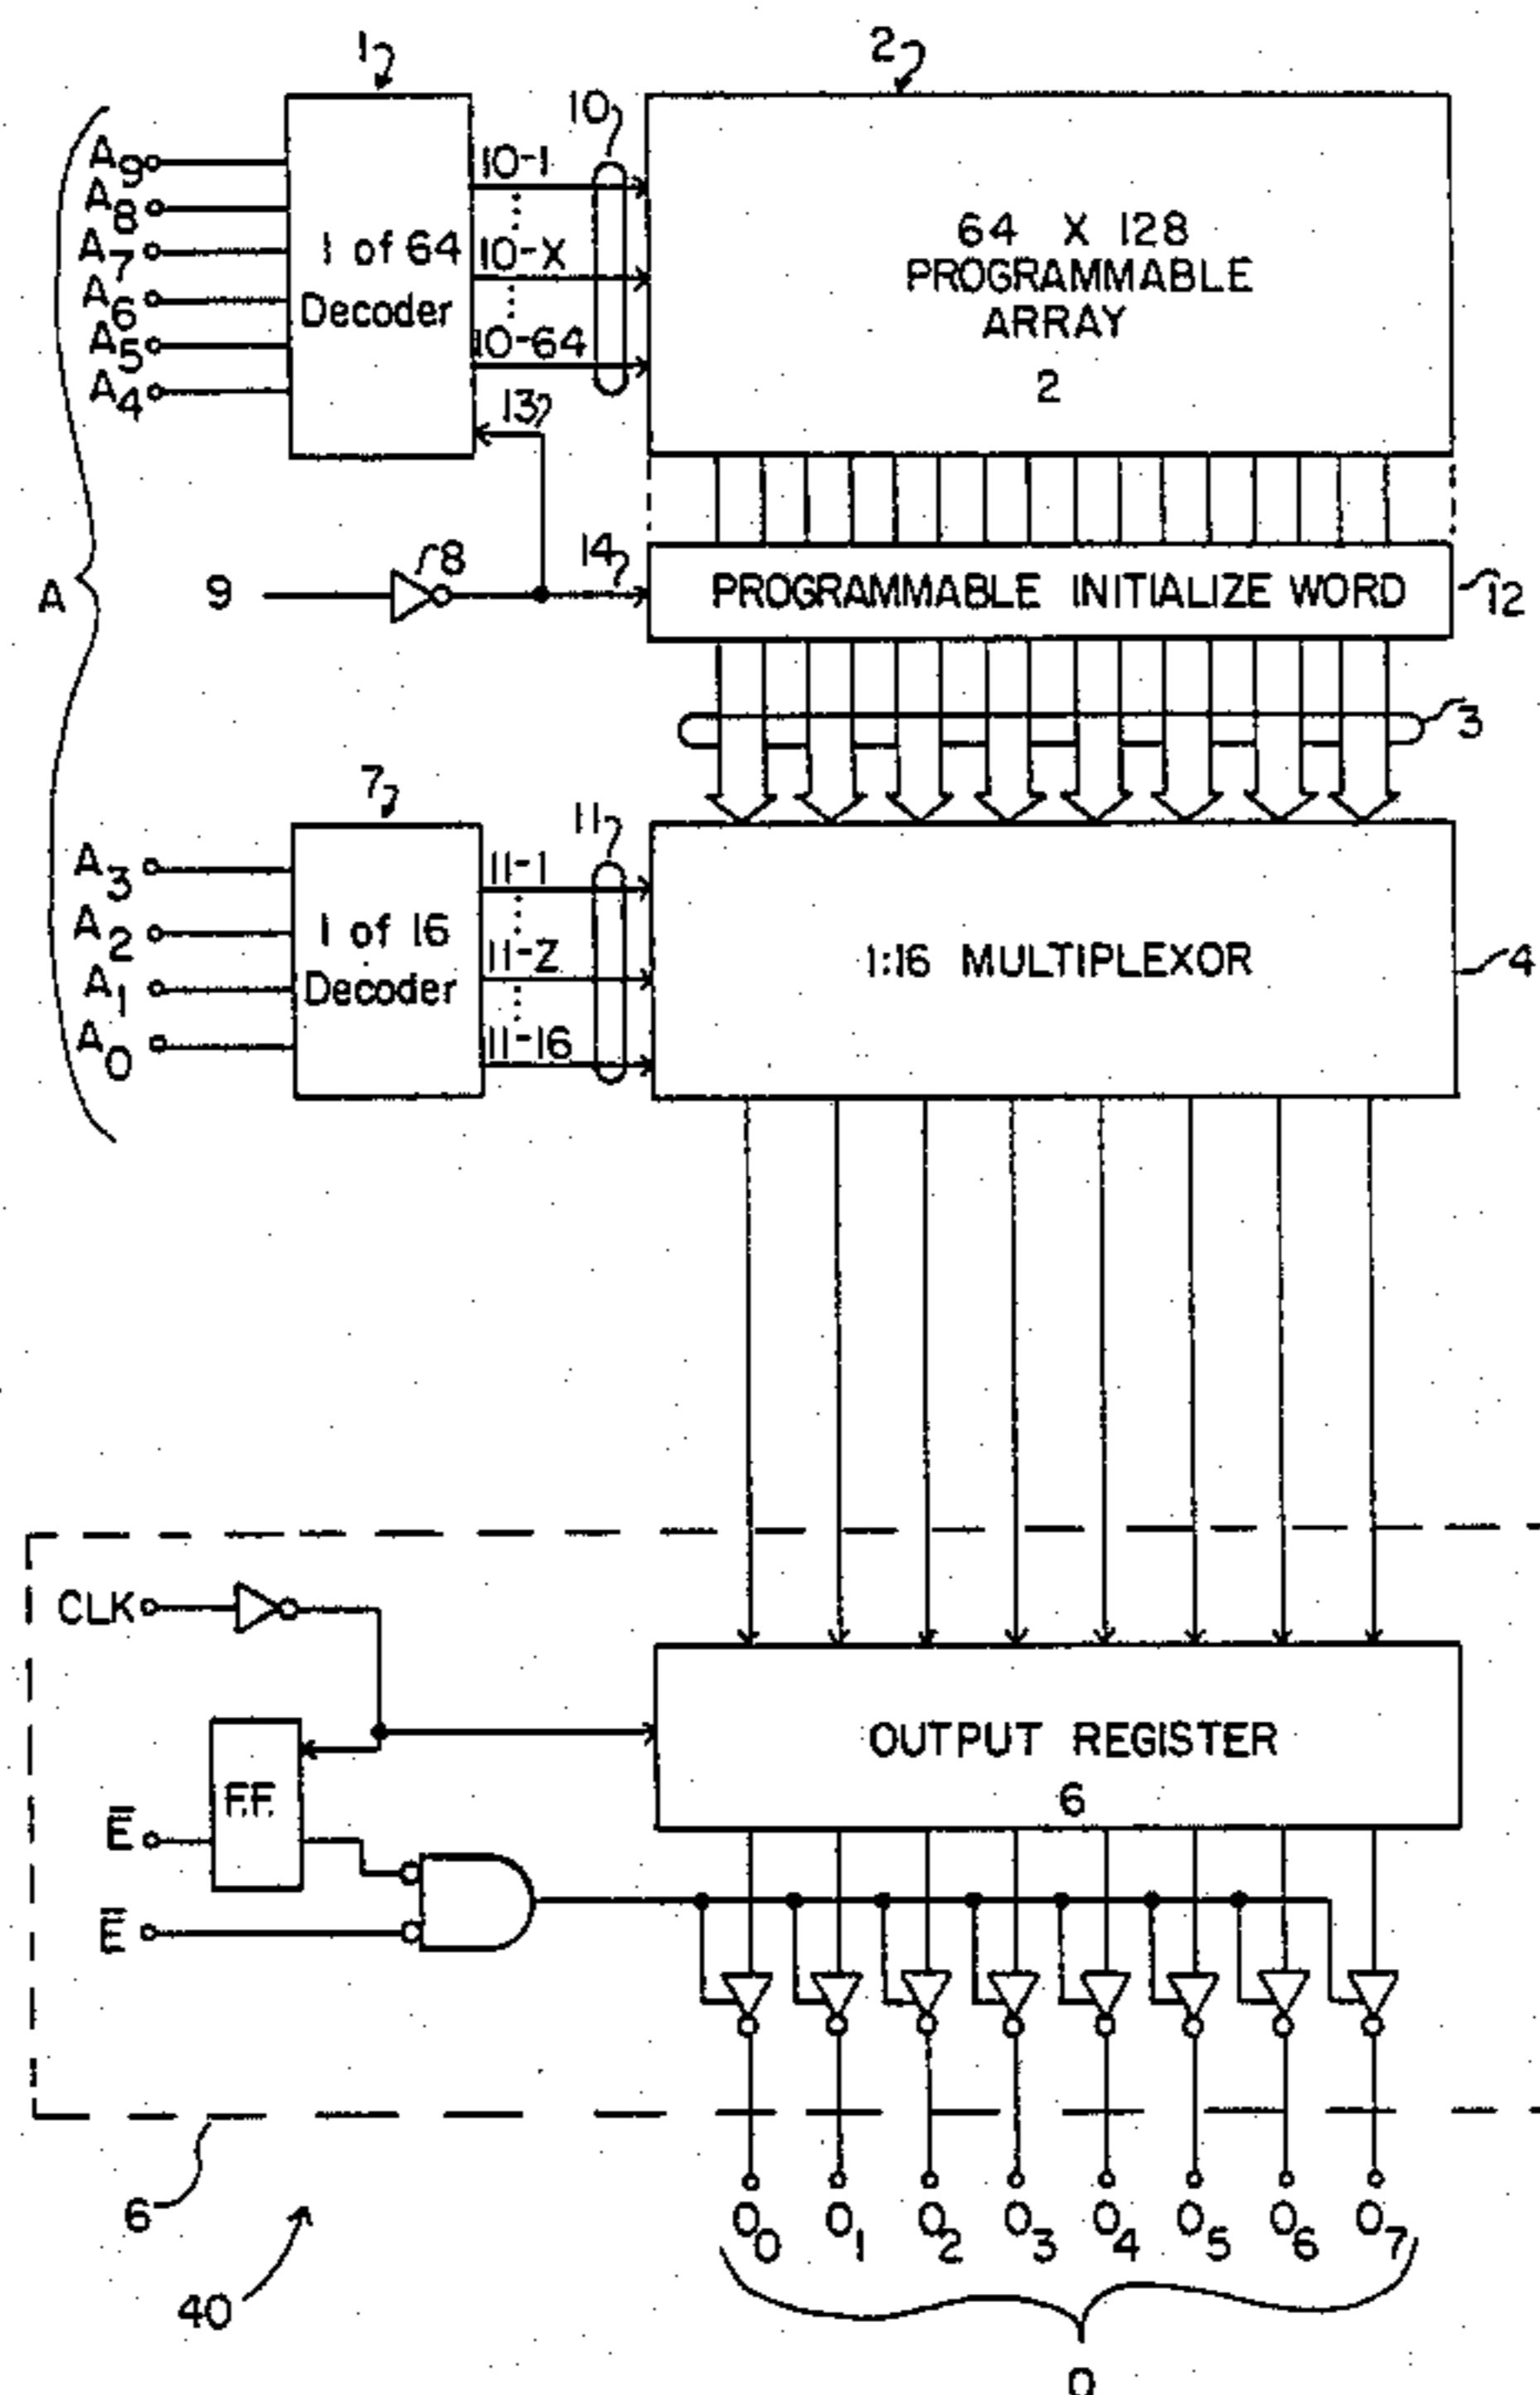 1
2
A
A9
A8
A7
A6
A5
A4
1 of 64
Decoder
10-1
10-X
10-64
10
13
64 X 128
PROGRAMMABLE
ARRAY
2
9
8
14
PROGRAMMABLE INITIALIZE WORD
12
3
7
A3
A2
A1
A0
1 of 16
Decoder
11-1
11-Z
11-16
11
1:16 MULTIPLEXOR
4
CLK
F.F.
E̅
E̅
OUTPUT REGISTER
6
6
40
O0 O1 O2 O3 O4 O5 O6 O7
O